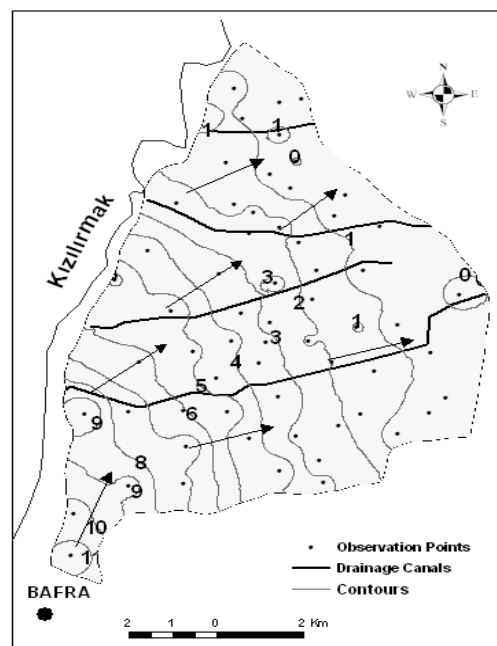 N
W E
S
1 1
0
Kızılırmak
1
3
0
2
1
3
4
5
6
9
8
9
10
11
Observation Points
Drainage Canals
Contours
BAFRA
2 1 0 2 Km